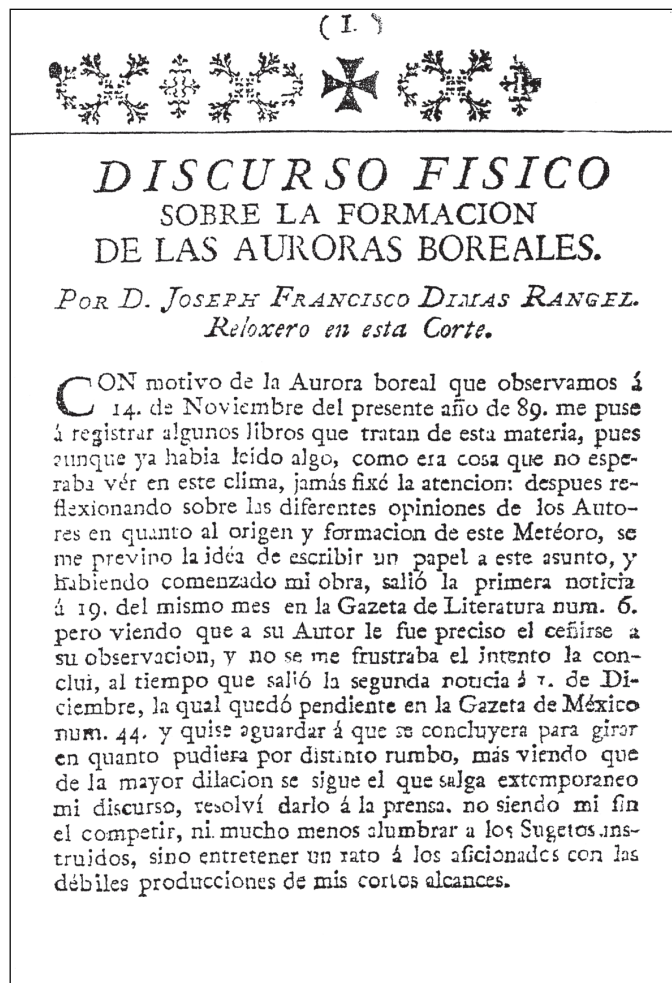 ( I. )
DISCURSO FISICO
SOBRE LA FORMACION
DE LAS AURORAS BOREALES.
POR D. JOSEPH FRANCISCO DIMAS RANGEL.
Reloxero en esta Corte.
CON motivo de la Aurora boreal que observamos á
14. de Noviembre del presente año de 89. me puse
á registrar algunos libros que tratan de esta materia, pues
aunque ya habia leido algo, como era cosa que no espe-
raba vér en este clima, jamás fixé la atencion: despues re-
flexionando sobre las diferentes opiniones de los Auto-
res en quanto al origen y formacion de este Metéoro, se
me previno la idéa de escribir un papel a este asunto, y
habiendo comenzado mi obra, salió la primera noticia
á 19. del mismo mes en la Gazeta de Literatura num. 6.
pero viendo que a su Autor le fue preciso el ceñirse a
su observacion, y no se me frustraba el intento la con-
clui, al tiempo que salió la segunda noticia á 1. de Di-
ciembre, la qual quedó pendiente en la Gazeta de México
num. 44. y quise aguardar á que se concluyera para girar
en quanto pudiera por distinto rumbo, mas viendo que
de la mayor dilacion se sigue el que salga extemporaneo
mi discurso, resolví darlo á la prensa. no siendo mi fin
el competir, ni mucho menos alumbrar a los Sugetos ins-
truidos, sino entretener un rato á los aficionados con las
débiles producciones de mis cortos alcances.